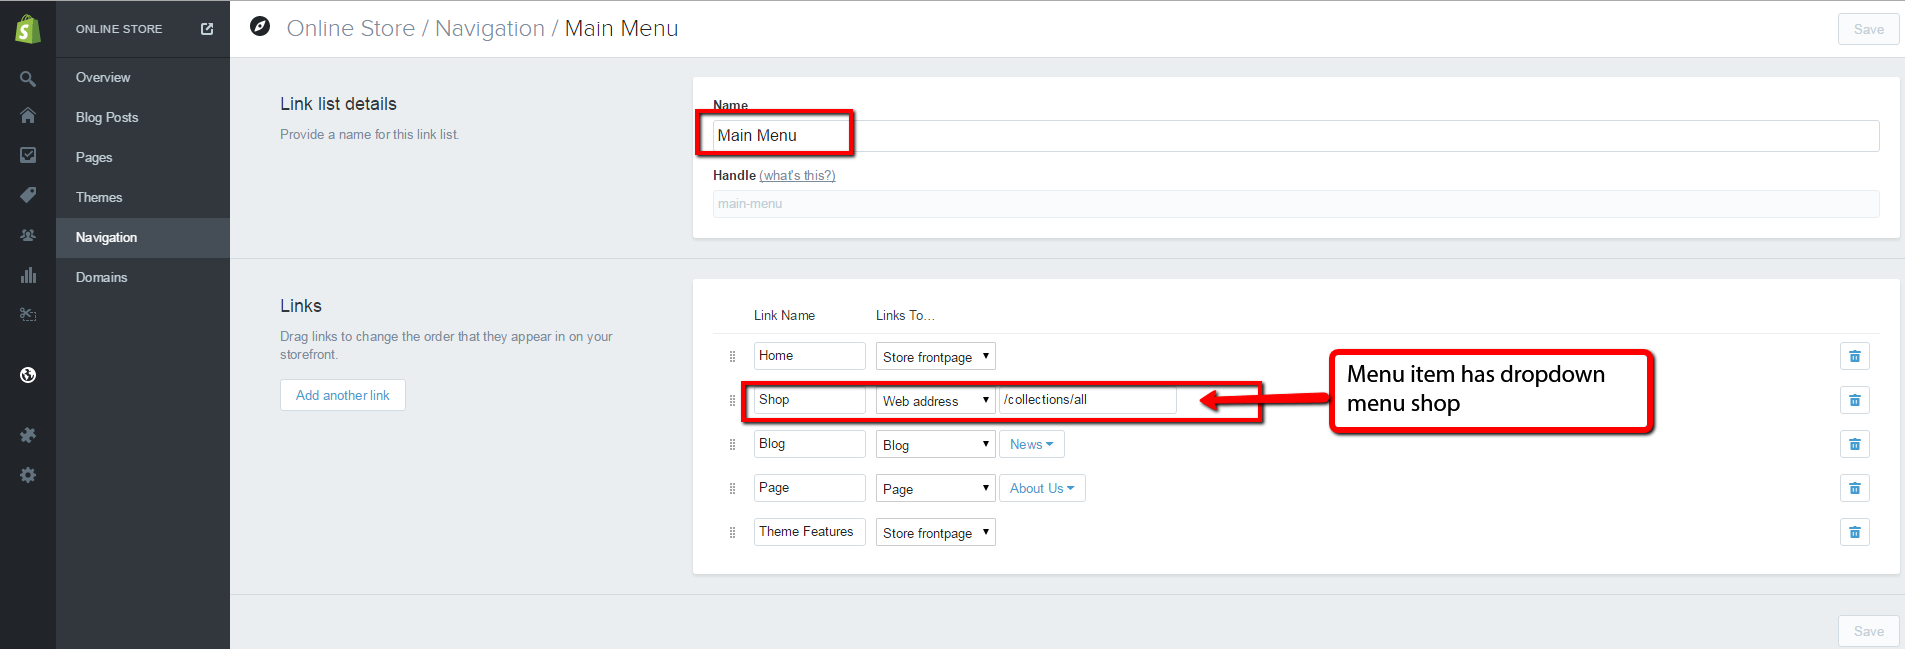 ONLINE STORE
Overview
Blog Posts
Pages
Themes
Navigation
Domains
Online Store / Navigation / Main Menu
Save
Link list details
Provide a name for this link list.
Name
Main Menu
Handle (what's this?)
main-menu
Links
Drag links to change the order that they appear in on your
storefront.
Add another link
Link Name Links To...
Home Store frontpage
Shop Web address /collections/all
Menu item has dropdown
menu shop
Blog Blog News
Page Page About Us
Theme Features Store frontpage
Save